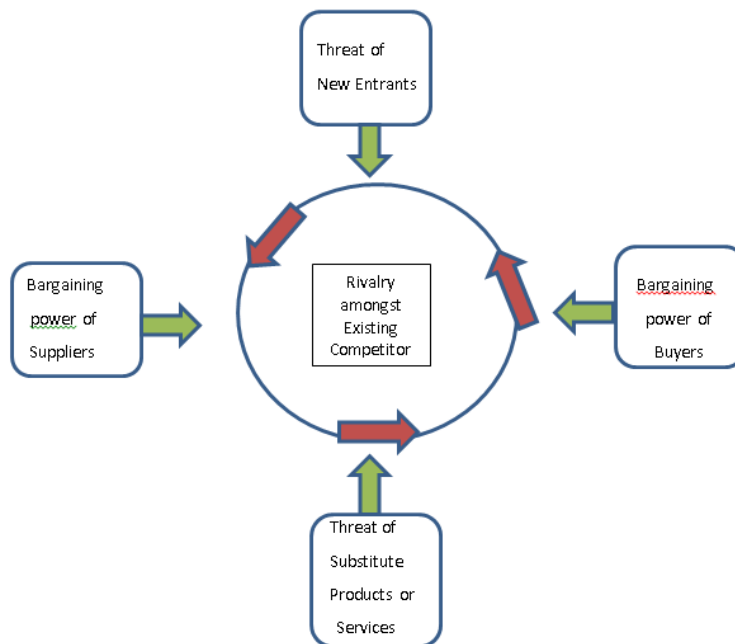 Threat of
New Entrants
Bargaining
power of
Suppliers
Rivalry
amongst
Existing
Competitor
Bargaining
power of
Buyers
Threat of
Substitute
Products or
Services